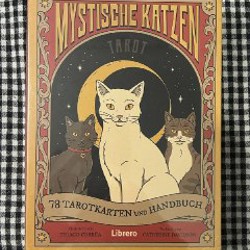 MYSTISCHE KATZEN
TAROT
78 TAROTKARTEN UND HANDBUCH
Librero